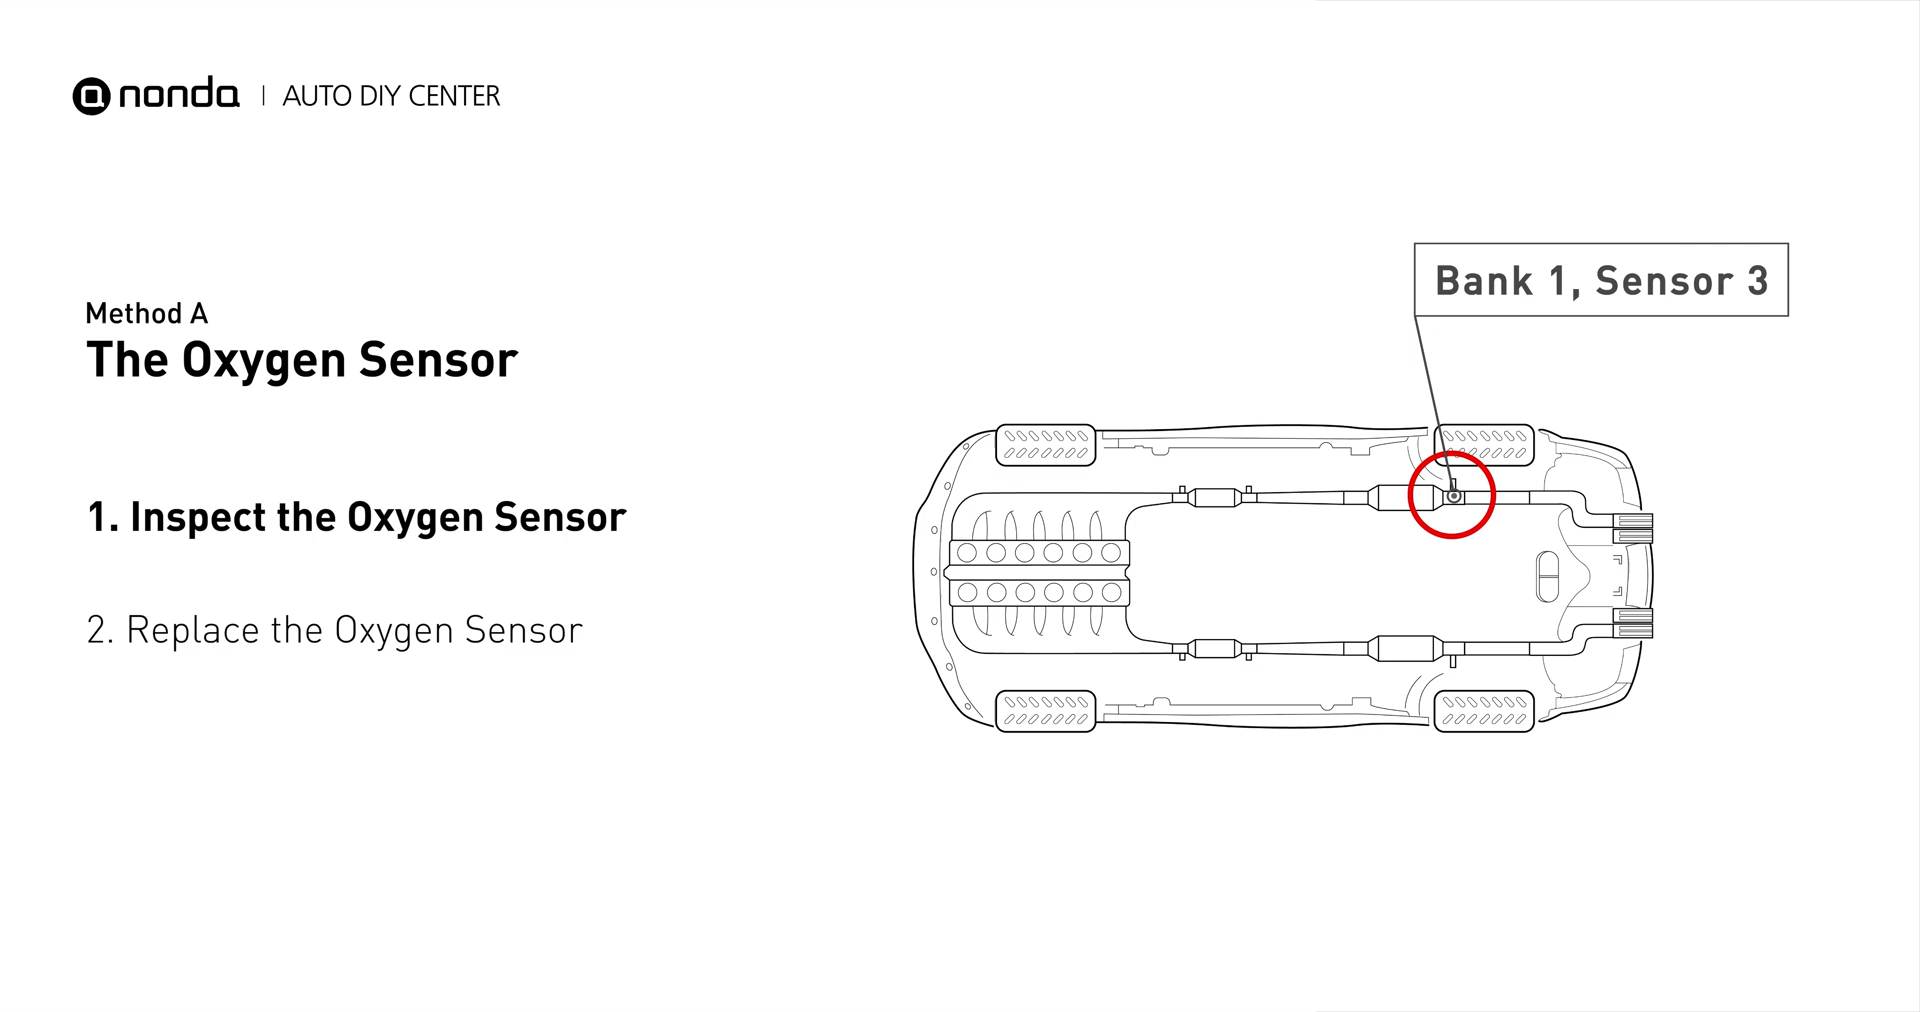 nonda | AUTO DIY CENTER
Bank 1, Sensor 3
Method A
The Oxygen Sensor
1. Inspect the Oxygen Sensor
2. Replace the Oxygen Sensor